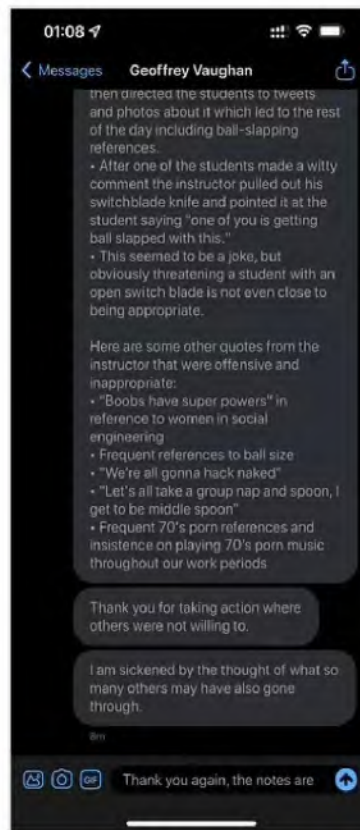 01:08
Messages
Geoffrey Vaughan
then directed the students to tweets
and photos about it which led to the rest
of the day including ball-slapping
references.
• After one of the students made a witty
comment the instructor pulled out his
switchblade knife and pointed it at the
student saying "one of you is getting
ball slapped with this."
• This seemed to be a joke, but
obviously threatening a student with an
open switch blade is not even close to
being appropriate.
Here are some other quotes from the
instructor that were offensive and
inappropriate:
• "Boobs have super powers" in
reference to women in social
engineering
• Frequent references to ball size
• "We're all gonna hack naked"
• "Let's all take a group nap and spoon, I
get to be middle spoon"
• Frequent 70's porn references and
insistence on playing 70's porn music
throughout our work periods
Thank you for taking action where
others were not willing to.
I am sickened by the thought of what so
many others may have also gone
through.
8m
GIF
Thank you again, the notes are